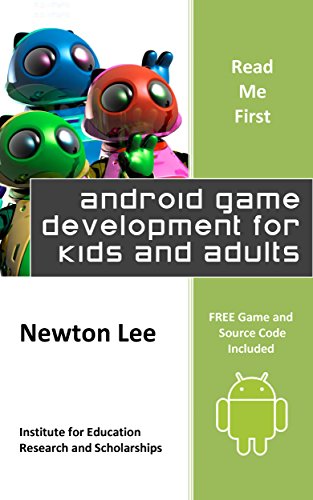 Read
Me
First
android game
development for
kids and adults
Newton Lee
FREE Game and
Source Code
Included
Institute for Education
Research and Scholarships